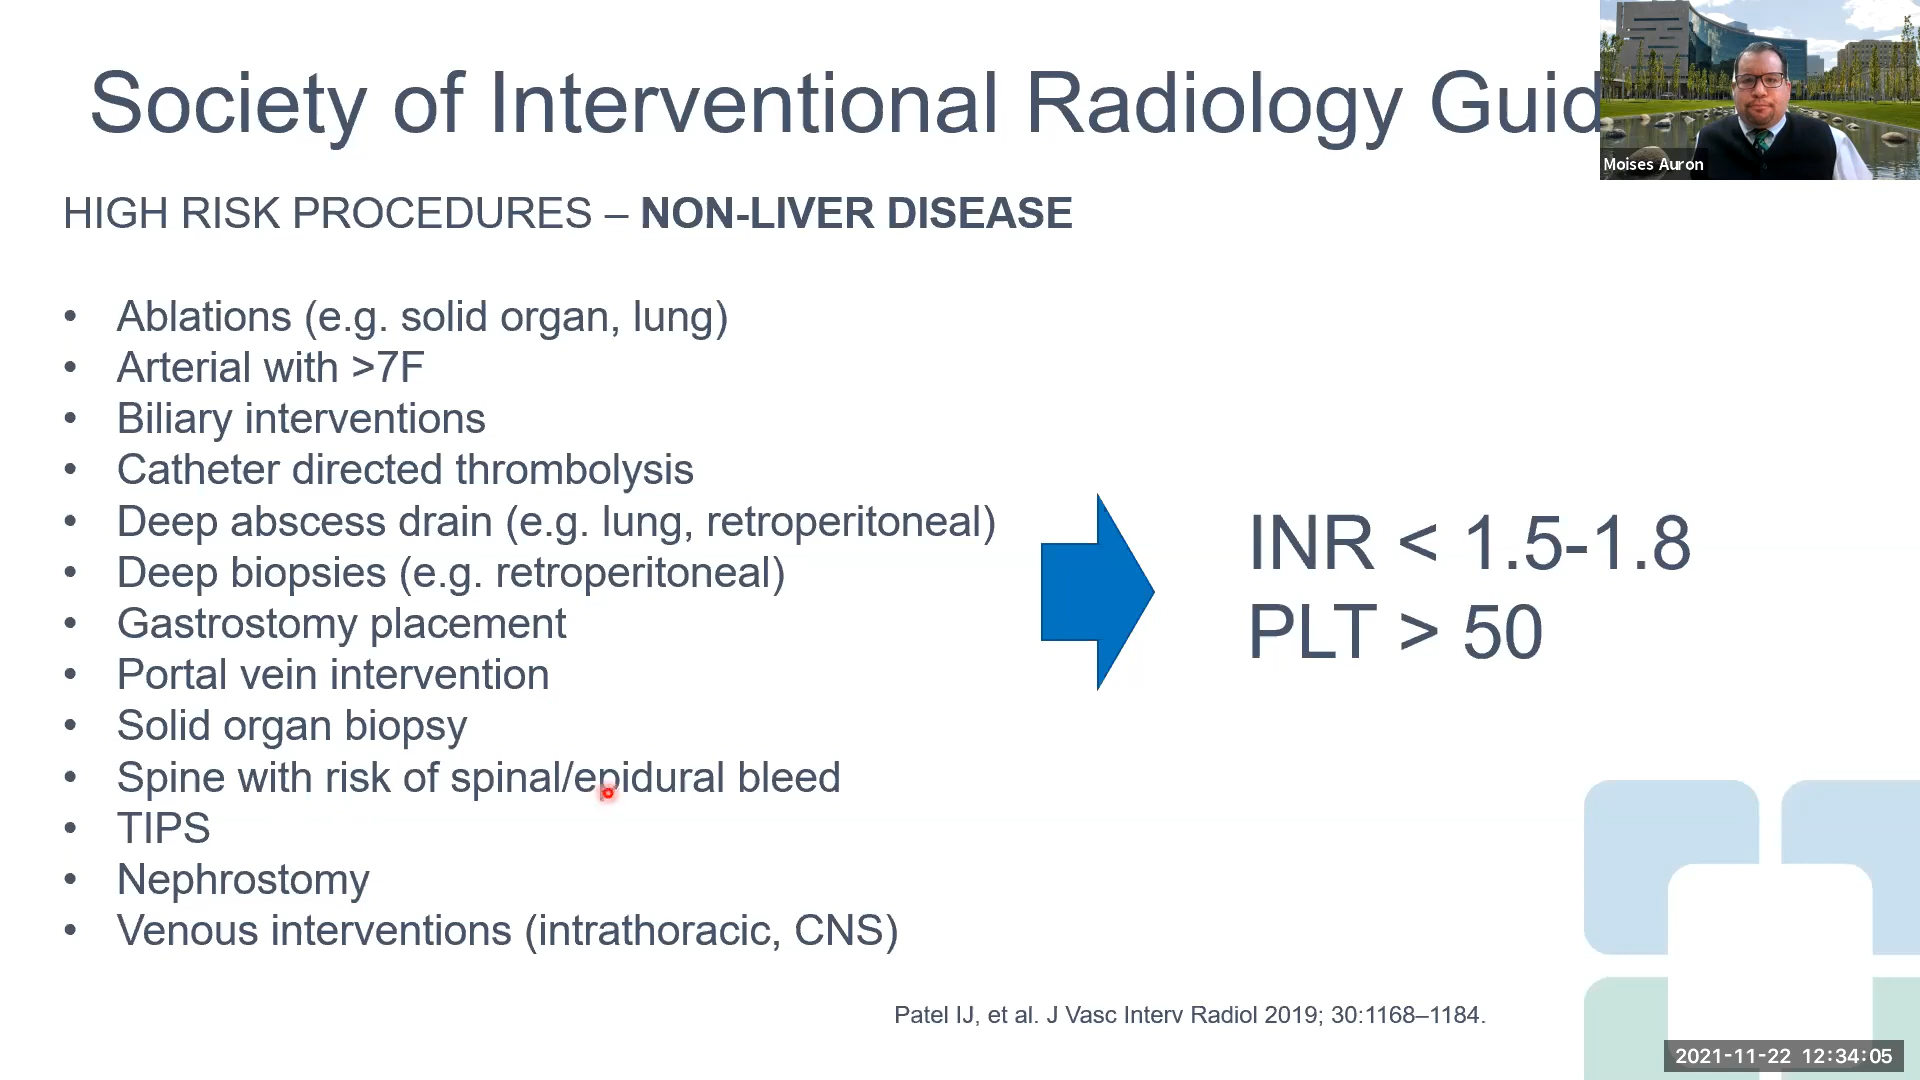 Society of Interventional Radiology Guid
Moises Auron
HIGH RISK PROCEDURES – NON-LIVER DISEASE
• Ablations (e.g. solid organ, lung)
• Arterial with >7F
• Biliary interventions
• Catheter directed thrombolysis
• Deep abscess drain (e.g. lung, retroperitoneal)
• Deep biopsies (e.g. retroperitoneal)
• Gastrostomy placement
• Portal vein intervention
• Solid organ biopsy
• Spine with risk of spinal/epidural bleed
• TIPS
• Nephrostomy
• Venous interventions (intrathoracic, CNS)
INR < 1.5-1.8
PLT > 50
Patel IJ, et al. J Vasc Interv Radiol 2019; 30:1168–1184.
2021-11-22 12:34:05